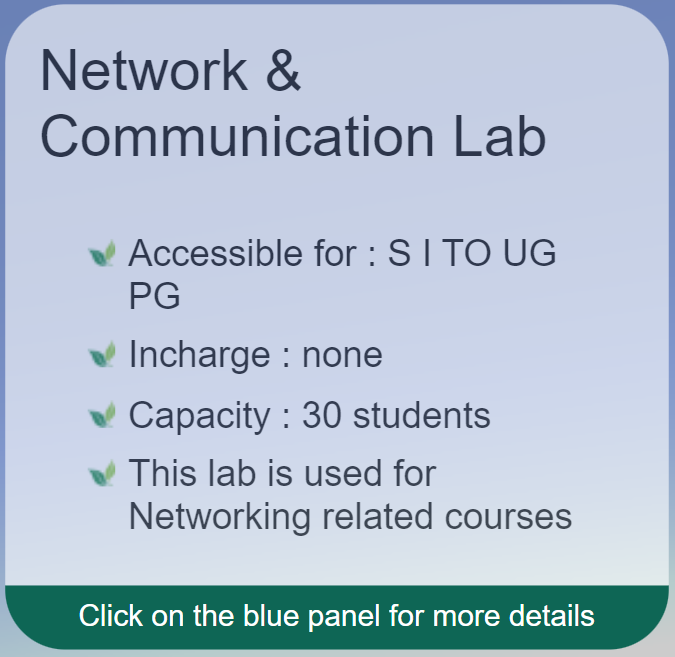 Network &
Communication Lab
Accessible for : S I TO UG
PG
Incharge : none
Capacity : 30 students
This lab is used for
Networking related courses
Click on the blue panel for more details